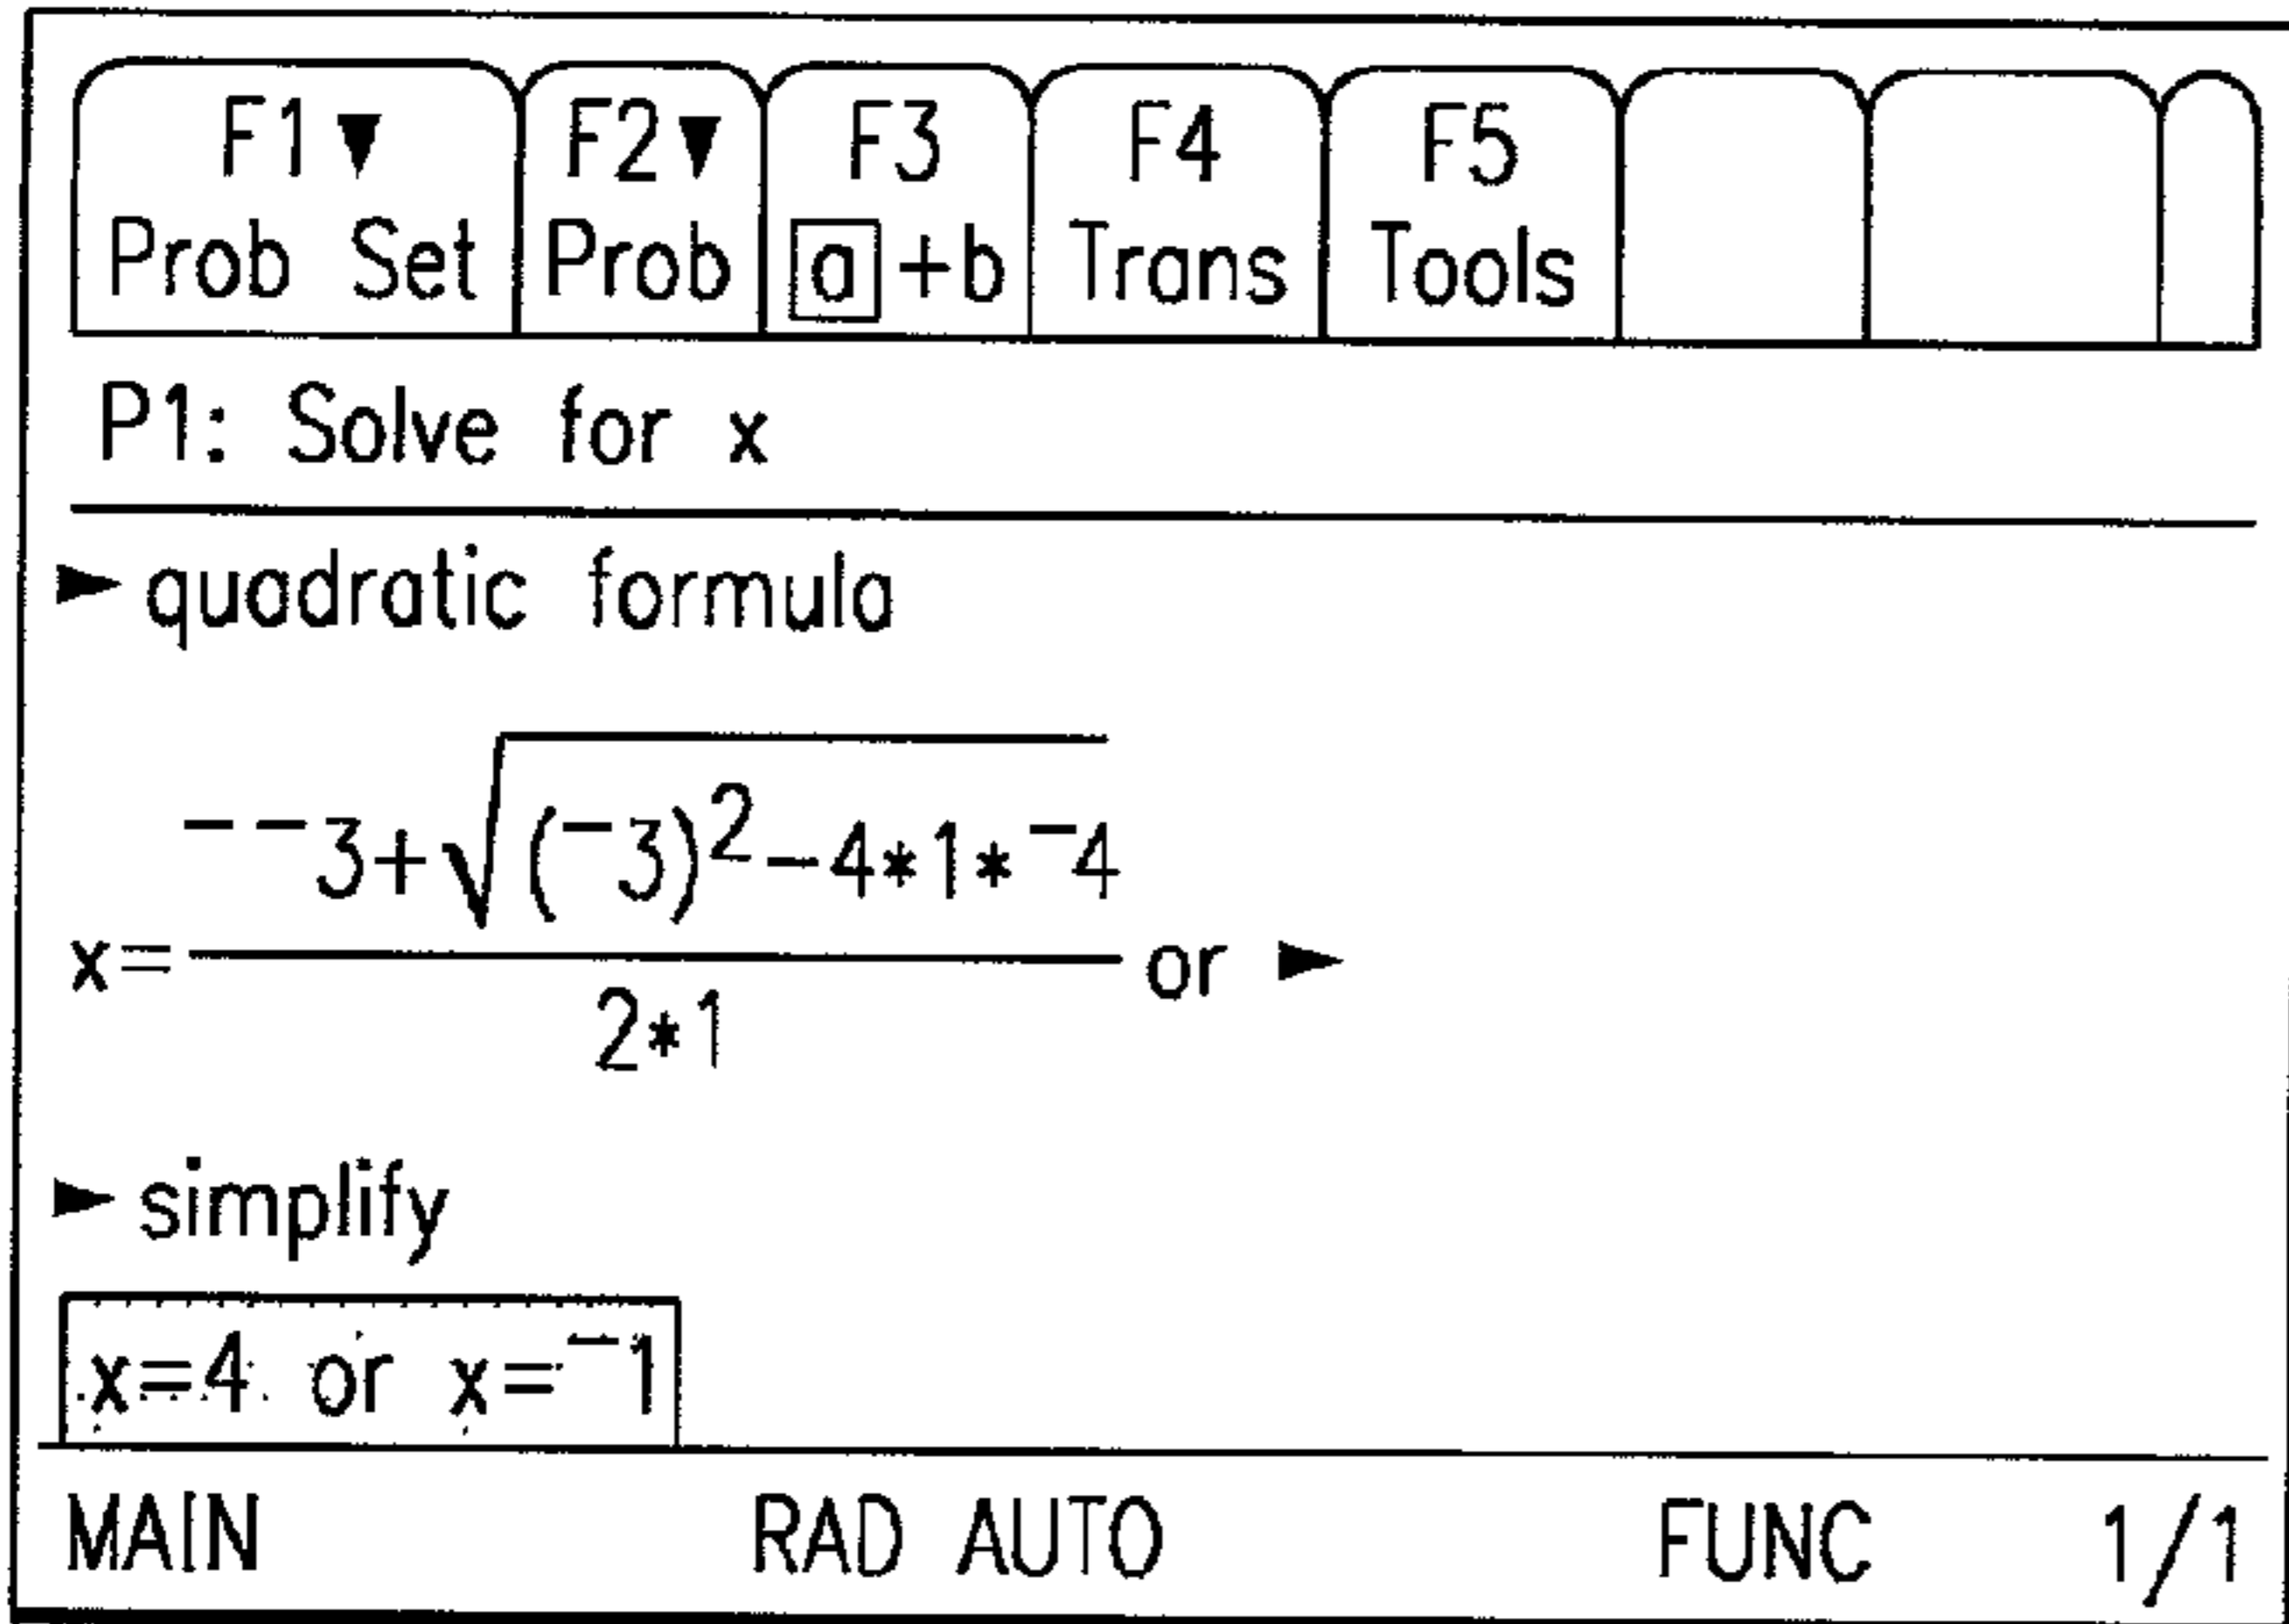 F1 ▼ F2 ▼ F3 F4 F5
Prob Set Prob a +b Trans Tools
P1: Solve for x
► quadratic formula
x= (⁻⁻3+√((⁻3)²-4*1*⁻4))/(2*1) or ►
► simplify
x=4 or x=⁻1
MAIN RAD AUTO FUNC 1/1